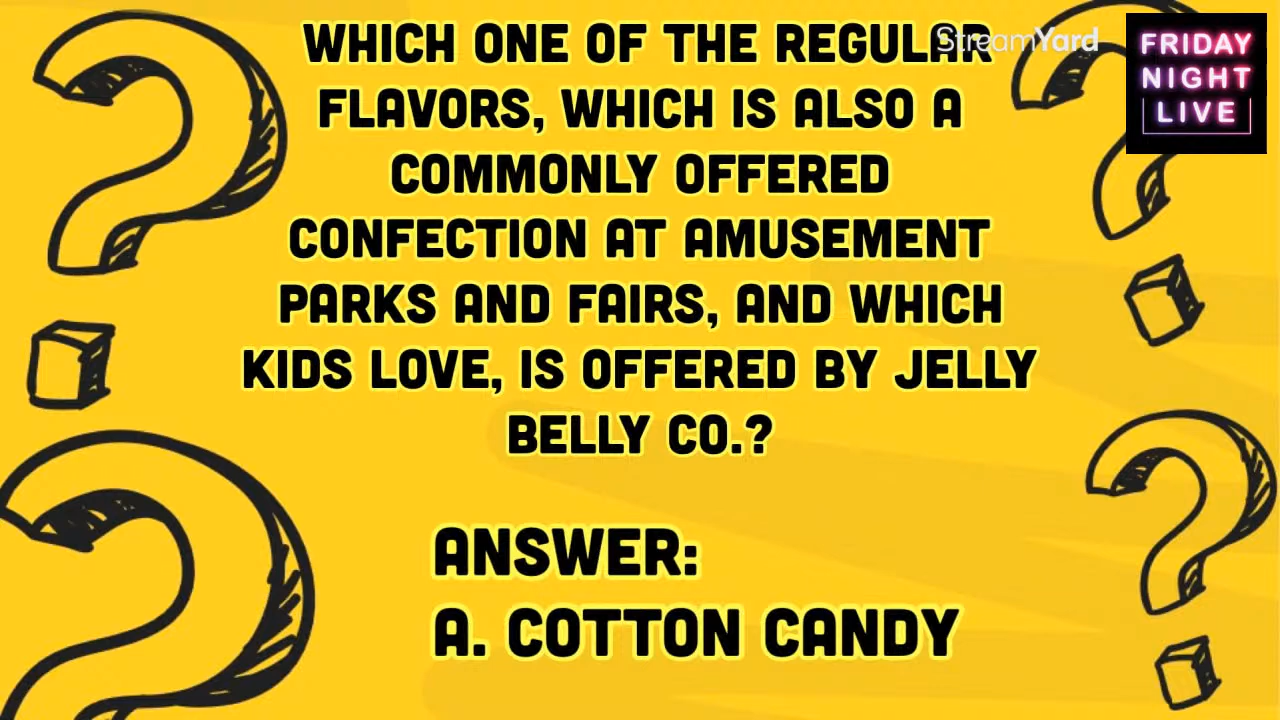 WHICH ONE OF THE REGULAR
FLAVORS, WHICH IS ALSO A
COMMONLY OFFERED
CONFECTION AT AMUSEMENT
PARKS AND FAIRS, AND WHICH
KIDS LOVE, IS OFFERED BY JELLY
BELLY CO.?
ANSWER:
A. COTTON CANDY
StreamYard
FRIDAY
NIGHT
LIVE